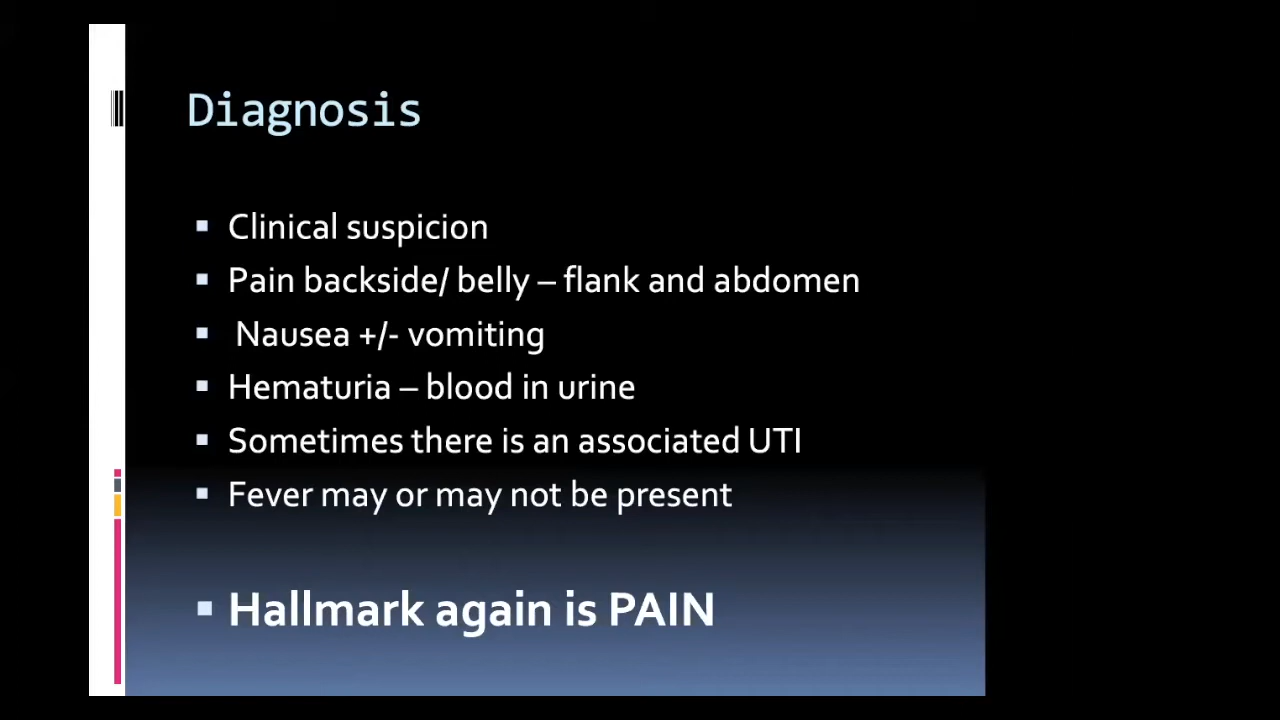 Diagnosis
Clinical suspicion
Pain backside/ belly – flank and abdomen
Nausea +/- vomiting
Hematuria – blood in urine
Sometimes there is an associated UTI
Fever may or may not be present
Hallmark again is PAIN